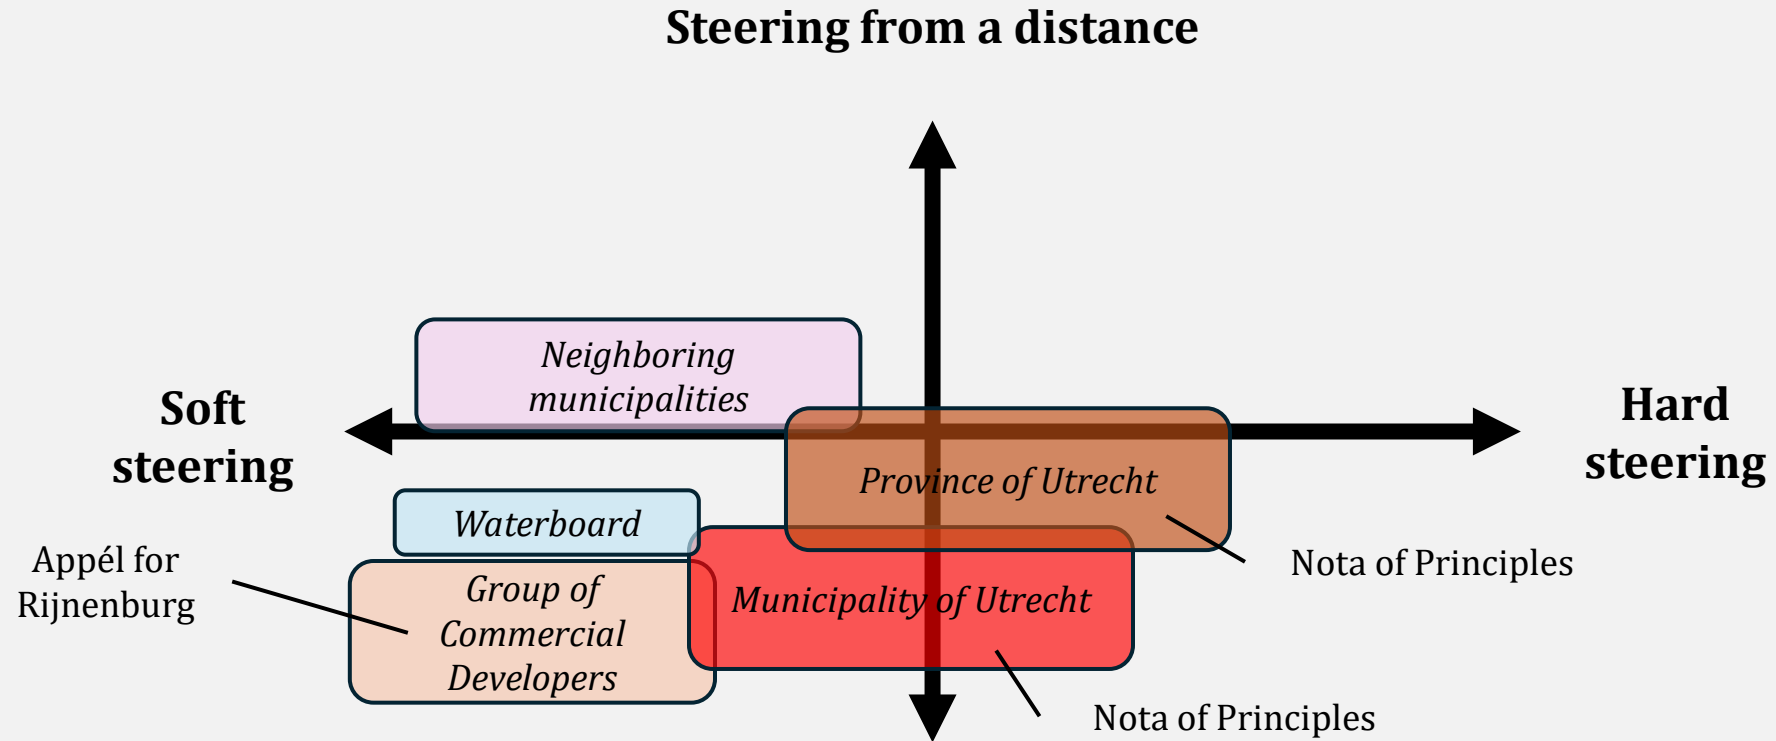 Steering from a distance
Neighboring
municipalities
Soft
steering
Hard
steering
Province of Utrecht
Waterboard
Appél for
Rijnenburg
Nota of Principles
Group of
Commercial
Developers
Municipality of Utrecht
Nota of Principles